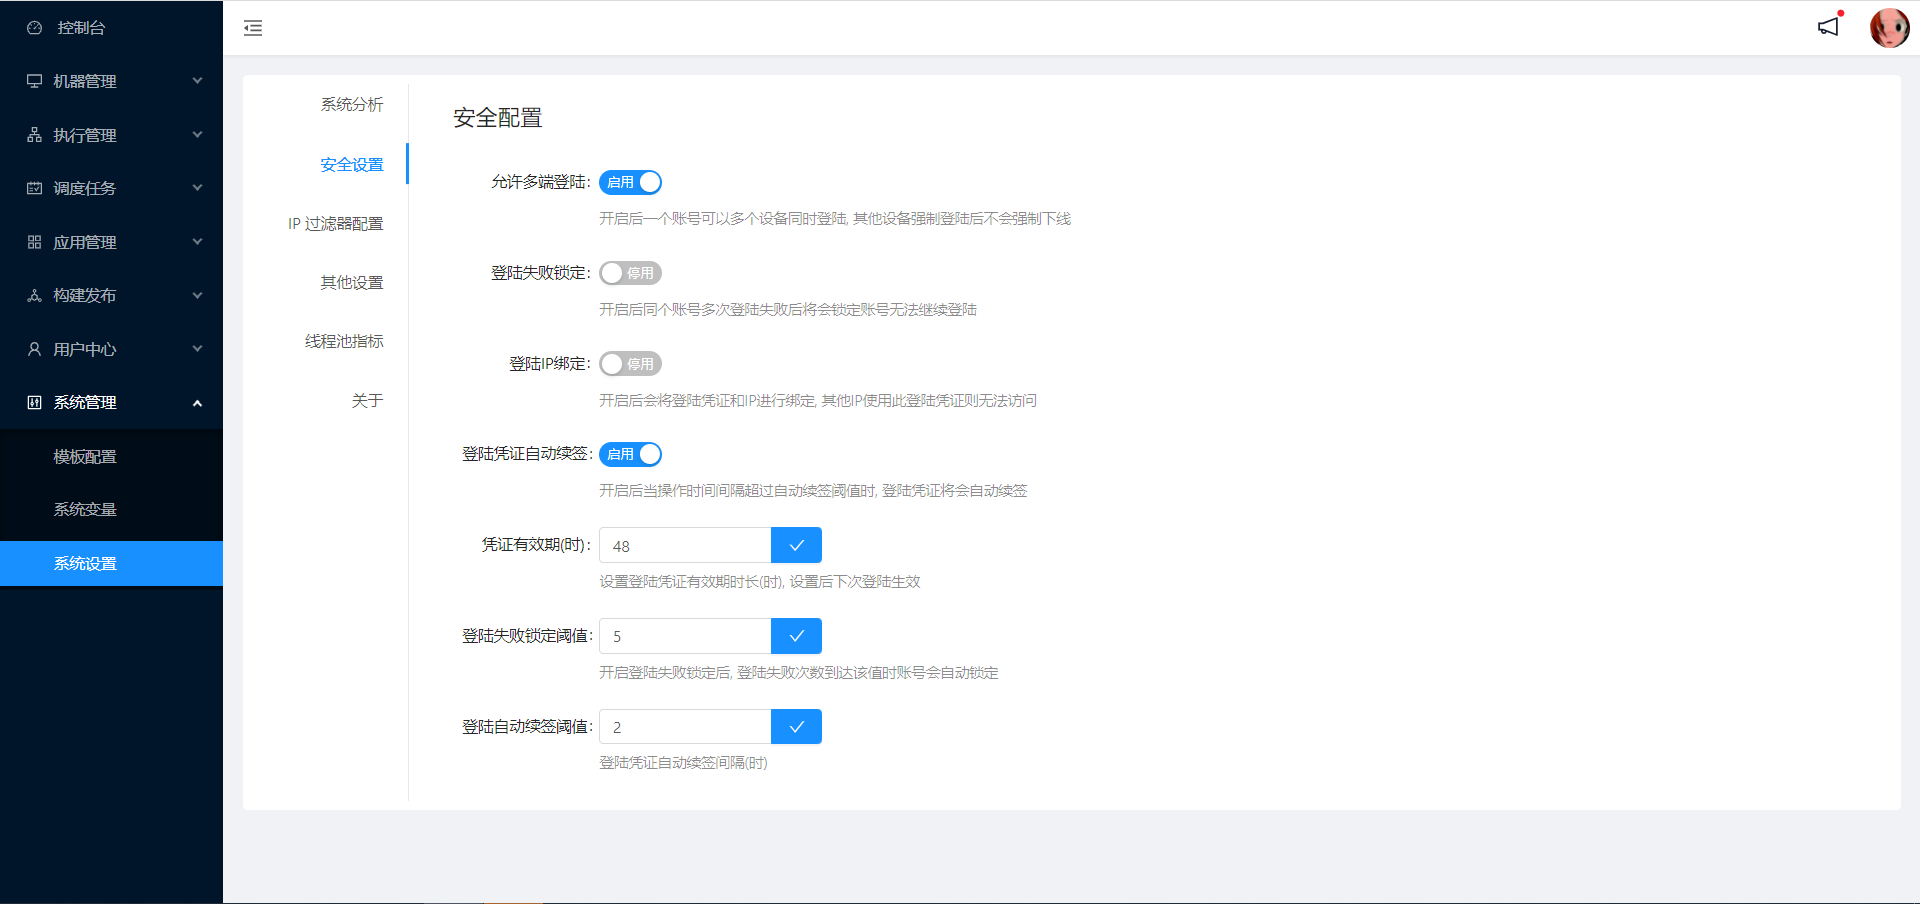 控制台
机器管理
执行管理
调度任务
应用管理
构建发布
用户中心
系统管理
模板配置
系统变量
系统设置
系统分析
安全设置
IP 过滤器配置
其他设置
线程池指标
关于
安全配置
允许多端登陆: 启用
开启后一个账号可以多个设备同时登陆, 其他设备强制登陆后不会强制下线
登陆失败锁定: 停用
开启后同个账号多次登陆失败后将会锁定账号无法继续登陆
登陆IP绑定: 停用
开启后会将登陆凭证和IP进行绑定, 其他IP使用此登陆凭证则无法访问
登陆凭证自动续签: 启用
开启后当操作时间间隔超过自动续签阈值时, 登陆凭证将会自动续签
凭证有效期(时): 48
设置登陆凭证有效期时长(时), 设置后下次登陆生效
登陆失败锁定阈值: 5
开启登陆失败锁定后, 登陆失败次数到达该值时账号会自动锁定
登陆自动续签阈值: 2
登陆凭证自动续签间隔(时)